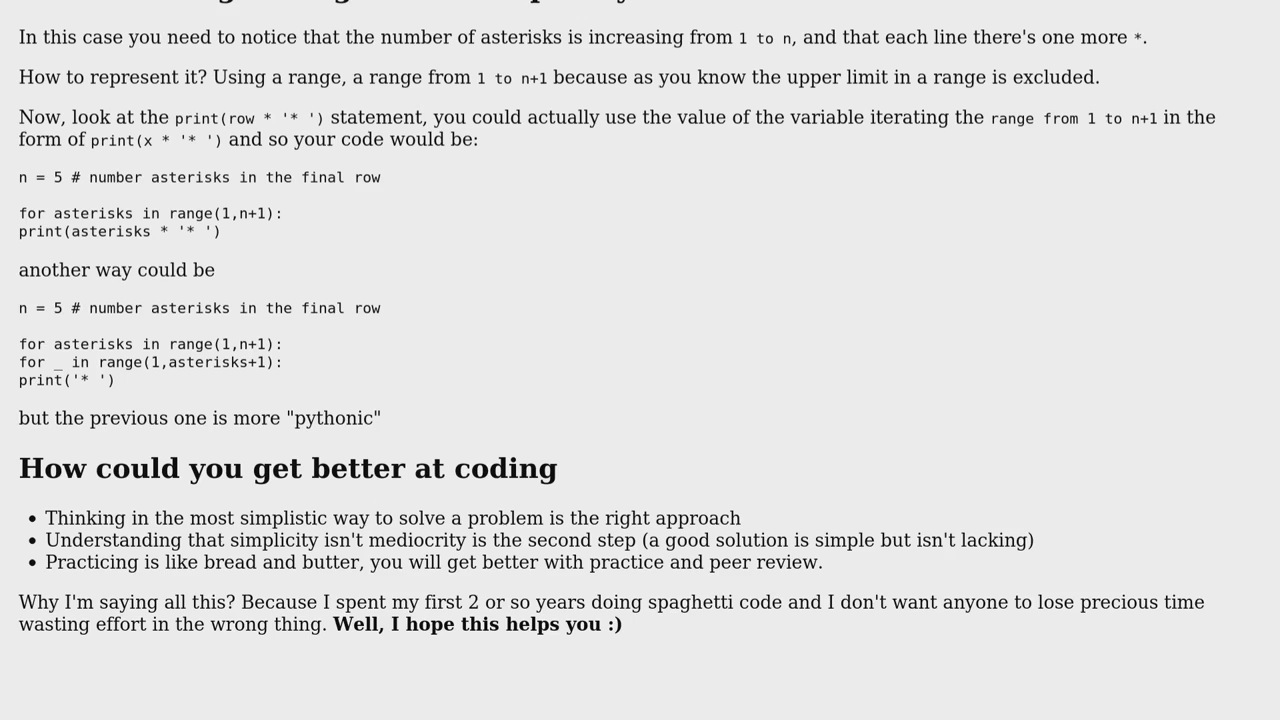 In this case you need to notice that the number of asterisks is increasing from 1 to n, and that each line there's one more *.
How to represent it? Using a range, a range from 1 to n+1 because as you know the upper limit in a range is excluded.
Now, look at the print(row * '* ') statement, you could actually use the value of the variable iterating the range from 1 to n+1 in the
form of print(x * '* ') and so your code would be:
n = 5 # number asterisks in the final row
for asterisks in range(1,n+1):
print(asterisks * '* ')
another way could be
n = 5 # number asterisks in the final row
for asterisks in range(1,n+1):
for _ in range(1,asterisks+1):
print('* ')
but the previous one is more "pythonic"
How could you get better at coding
• Thinking in the most simplistic way to solve a problem is the right approach
• Understanding that simplicity isn't mediocrity is the second step (a good solution is simple but isn't lacking)
• Practicing is like bread and butter, you will get better with practice and peer review.
Why I'm saying all this? Because I spent my first 2 or so years doing spaghetti code and I don't want anyone to lose precious time
wasting effort in the wrong thing. Well, I hope this helps you :)